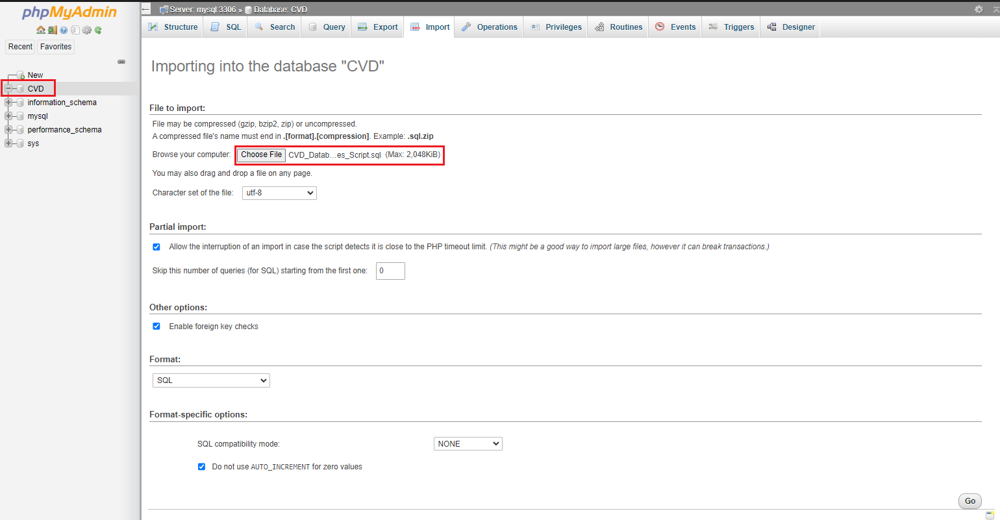 phpMyAdmin
Recent Favorites
New
CVD
information_schema
mysql
performance_schema
sys
Server: mysql:3306 » Database: CVD
Structure SQL Search Query Export Import Operations Privileges Routines Events Triggers Designer
Importing into the database "CVD"
File to import:
File may be compressed (gzip, bzip2, zip) or uncompressed.
A compressed file's name must end in .[format].[compression]. Example: .sql.zip
Browse your computer: Choose File CVD_Datab...es_Script.sql (Max: 2,048KiB)
You may also drag and drop a file on any page.
Character set of the file: utf-8
Partial import:
Allow the interruption of an import in case the script detects it is close to the PHP timeout limit. (This might be a good way to import large files, however it can break transactions.)
Skip this number of queries (for SQL) starting from the first one: 0
Other options:
Enable foreign key checks
Format:
SQL
Format-specific options:
SQL compatibility mode: NONE
Do not use AUTO_INCREMENT for zero values
Go